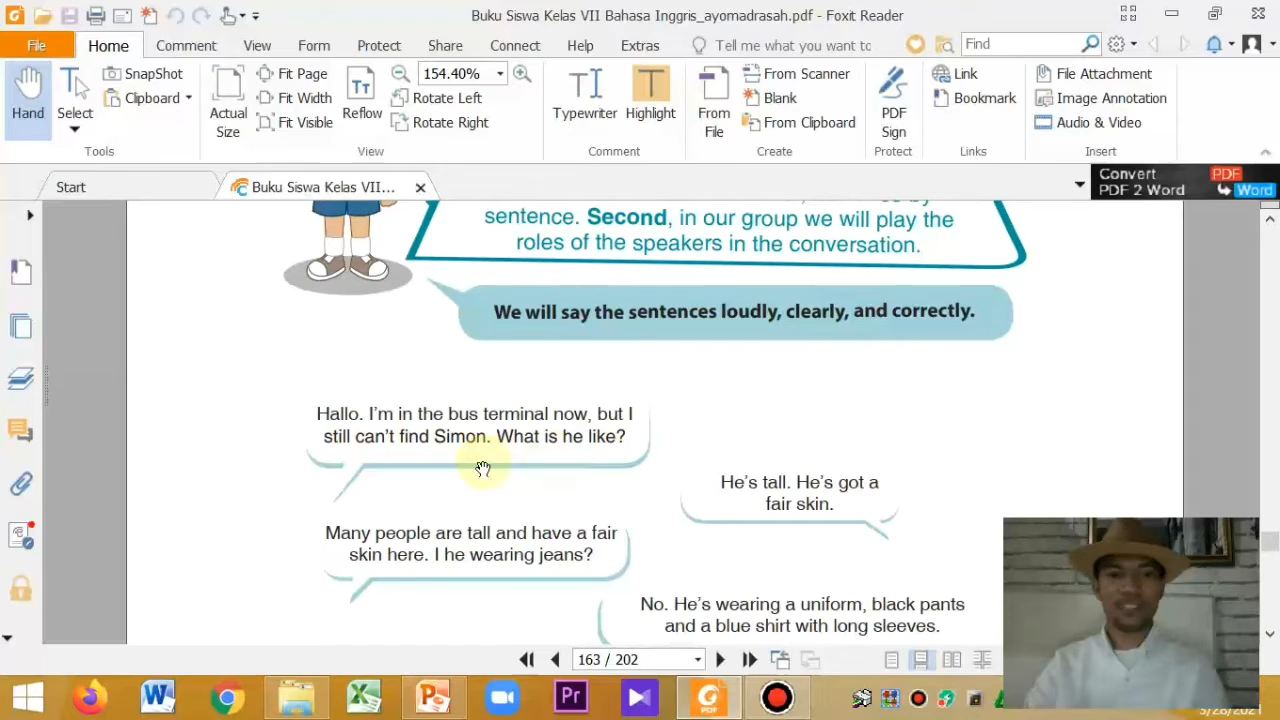 Buku Siswa Kelas VII Bahasa Inggris_ayomadrasah.pdf - Foxit Reader
File Home Comment View Form Protect Share Connect Help Extras Tell me what you want to Find
Hand
Select
SnapShot
Clipboard
Tools
Actual Size
Fit Page
Fit Width
Fit Visible
Reflow
154.40%
Rotate Left
Rotate Right
View
Typewriter
Highlight
Comment
From File
From Scanner
Blank
From Clipboard
Create
PDF Sign
Protect
Link
Bookmark
Links
File Attachment
Image Annotation
Audio & Video
Insert
Start
Buku Siswa Kelas VII...
Convert PDF
PDF 2 Word Word
sentence. Second, in our group we will play the
roles of the speakers in the conversation.
We will say the sentences loudly, clearly, and correctly.
Hallo. I'm in the bus terminal now, but I
still can't find Simon. What is he like?
He's tall. He's got a
fair skin.
Many people are tall and have a fair
skin here. I he wearing jeans?
No. He's wearing a uniform, black pants
and a blue shirt with long sleeves.
163 / 202